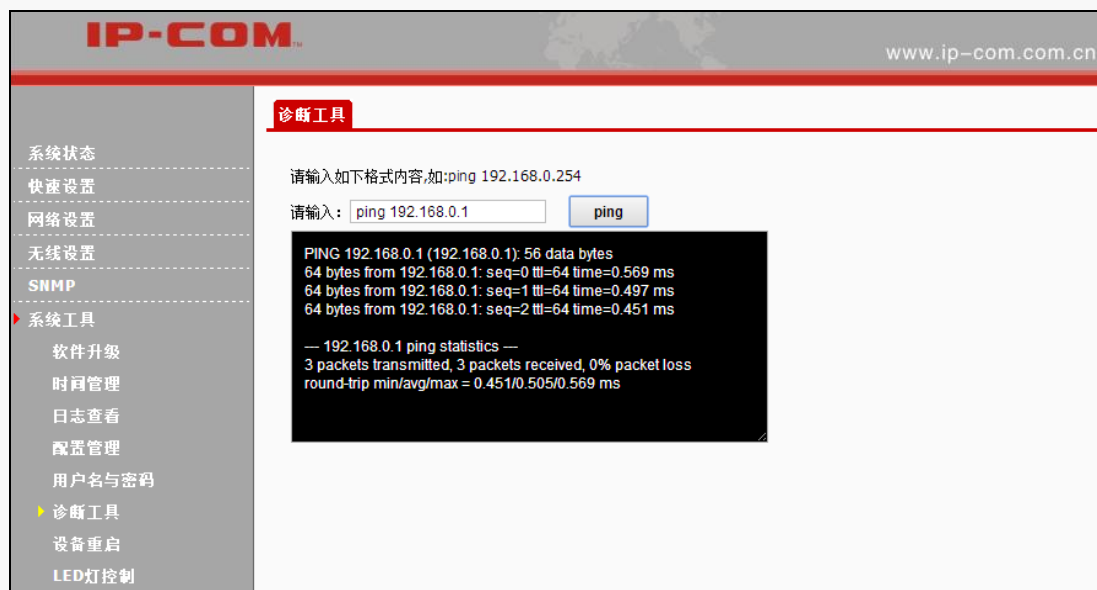 IP-COM™
www.ip-com.com.cn
诊断工具
系统状态
快速设置
网络设置
无线设置
SNMP
系统工具
软件升级
时间管理
日志查看
配置管理
用户名与密码
诊断工具
设备重启
LED灯控制
请输入如下格式内容,如:ping 192.168.0.254
请输入: ping 192.168.0.1 ping
PING 192.168.0.1 (192.168.0.1): 56 data bytes
64 bytes from 192.168.0.1: seq=0 ttl=64 time=0.569 ms
64 bytes from 192.168.0.1: seq=1 ttl=64 time=0.497 ms
64 bytes from 192.168.0.1: seq=2 ttl=64 time=0.451 ms
--- 192.168.0.1 ping statistics ---
3 packets transmitted, 3 packets received, 0% packet loss
round-trip min/avg/max = 0.451/0.505/0.569 ms